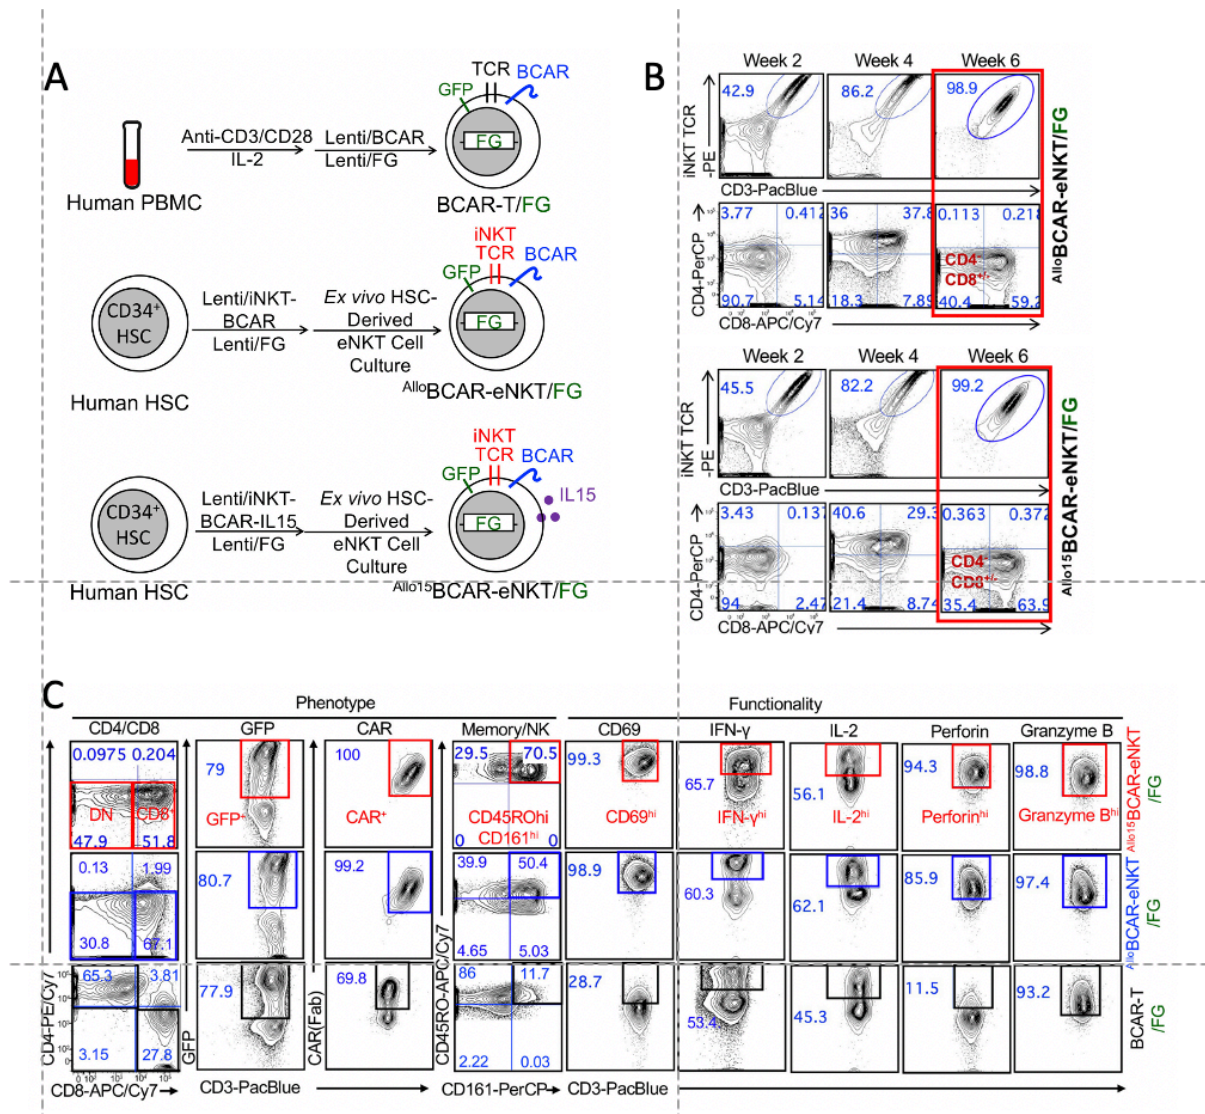 A
TCR
BCAR
GFP
FG
Anti-CD3/CD28
IL-2
Lenti/BCAR
Lenti/FG
Human PBMC
BCAR-T/FG
iNKT
TCR
BCAR
GFP
FG
CD34+
HSC
Lenti/iNKT-
BCAR
Lenti/FG
Ex vivo HSC-
Derived
eNKT Cell
Culture
Human HSC
AlloBCAR-eNKT/FG
iNKT
TCR
BCAR
GFP
IL15
FG
CD34+
HSC
Lenti/iNKT-
BCAR-IL15
Lenti/FG
Ex vivo HSC-
Derived
eNKT Cell
Culture
Human HSC
Allo15BCAR-eNKT/FG
B
Week 2 Week 4 Week 6
42.9 86.2 98.9
iNKT TCR
-PE
CD3-PacBlue
3.77 0.412 36 37.8 0.113 0.218
CD4-
CD8+/-
90.7 5.14 18.3 7.89 40.4 59.2
CD4-PerCP
CD8-APC/Cy7
AlloBCAR-eNKT/FG
Week 2 Week 4 Week 6
45.5 82.2 99.2
iNKT TCR
-PE
CD3-PacBlue
3.43 0.137 40.6 29.3 0.363 0.372
CD4-
CD8+/-
94 2.47 21.4 8.74 35.4 63.9
CD4-PerCP
CD8-APC/Cy7
Allo15BCAR-eNKT/FG
C
Phenotype Functionality
CD4/CD8 GFP CAR Memory/NK CD69 IFN-γ IL-2 Perforin Granzyme B
0.0975 0.204 79 100 29.5 70.5 99.3 65.7 56.1 94.3 98.8
DN CD8+ GFP+ CAR+ CD45ROhi CD69hi IFN-γhi IL-2hi Perforinhi Granzyme Bhi
CD161hi
47.9 51.8 0 0
Allo15BCAR-eNKT
/FG
0.13 1.99 80.7 99.2 39.9 50.4 98.9 60.3 62.1 85.9 97.4
30.8 67.1 4.65 5.03
AlloBCAR-eNKT
/FG
65.3 3.81 77.9 69.8 86 11.7 28.7 53.4 45.3 11.5 93.2
3.15 27.8 2.22 0.03
BCAR-T
/FG
CD4-PE/Cy7
GFP
CAR(Fab)
CD45RO-APC/Cy7
CD8-APC/Cy7 CD3-PacBlue CD161-PerCP CD3-PacBlue